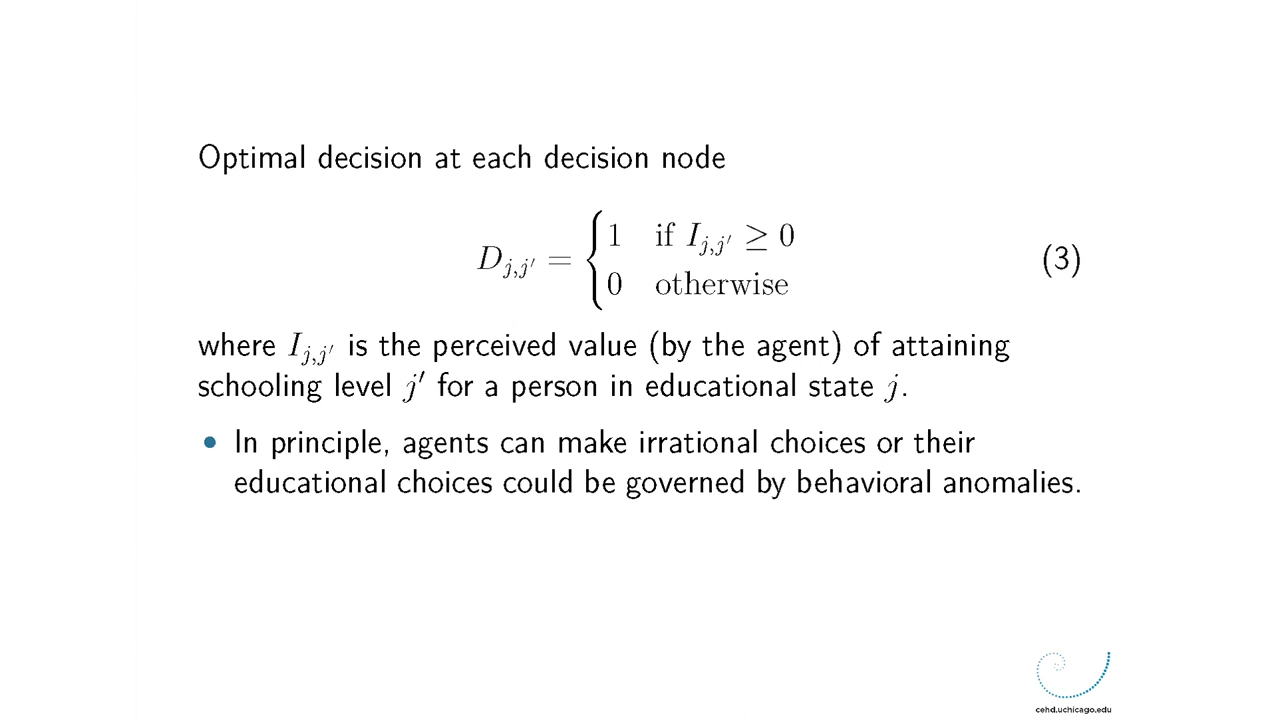 Optimal decision at each decision node
D_{j,j′} = { 1 if I_{j,j′} ≥ 0
0 otherwise
(3)
where I_{j,j′} is the perceived value (by the agent) of attaining
schooling level j′ for a person in educational state j.
• In principle, agents can make irrational choices or their
educational choices could be governed by behavioral anomalies.
cehd.uchicago.edu